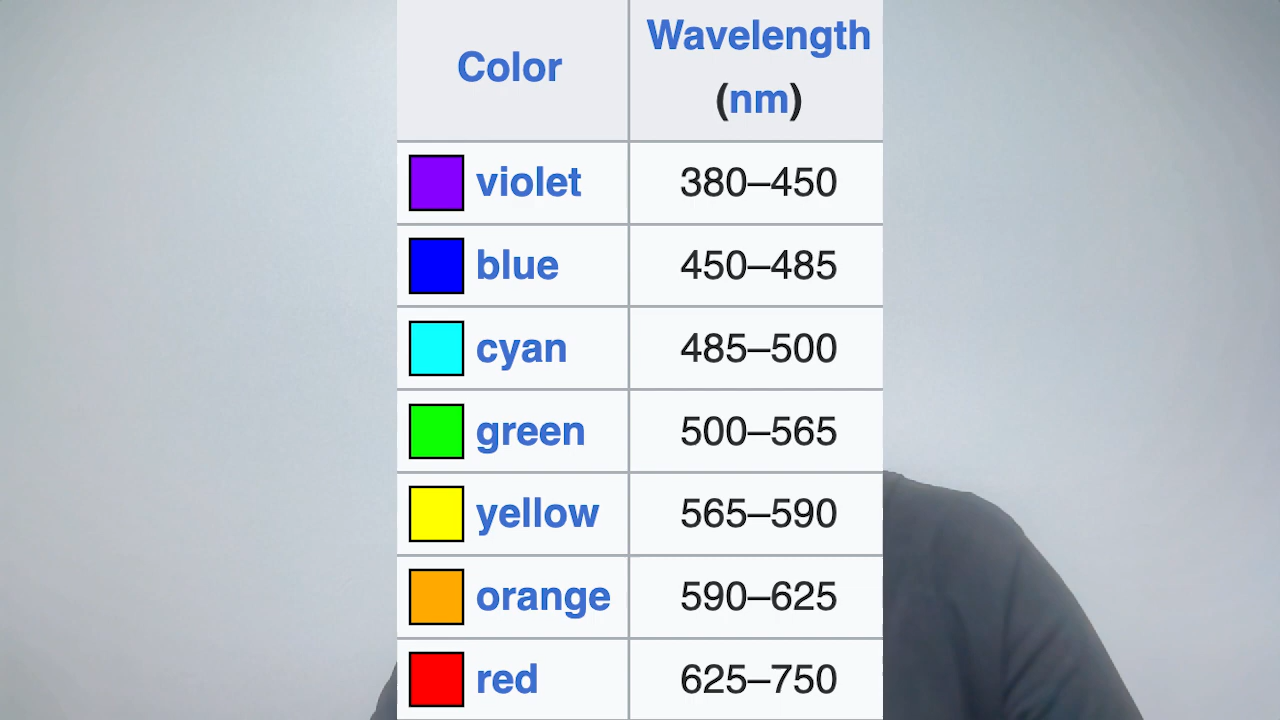 Color
Wavelength
(nm)
violet 380–450
blue 450–485
cyan 485–500
green 500–565
yellow 565–590
orange 590–625
red 625–750